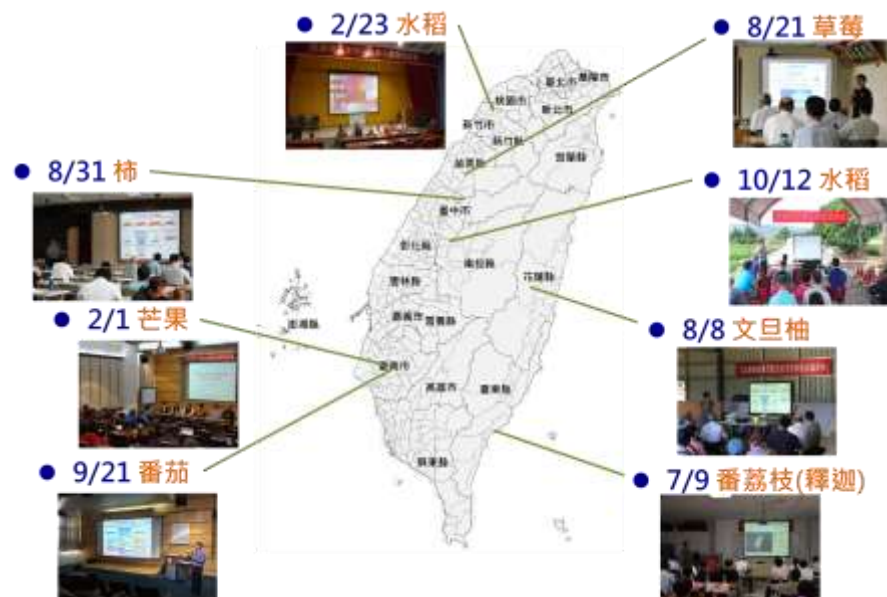 2/23 水稻
8/21 草莓
8/31 柿
10/12 水稻
2/1 芒果
8/8 文旦柚
9/21 番茄
7/9 番荔枝(釋迦)
臺北市
基隆市
桃園市
新北市
新竹市
新竹縣
苗栗縣
宜蘭縣
臺中市
彰化縣
南投縣
花蓮縣
雲林縣
澎湖縣
嘉義市
嘉義縣
臺南市
高雄市
臺東縣
屏東縣